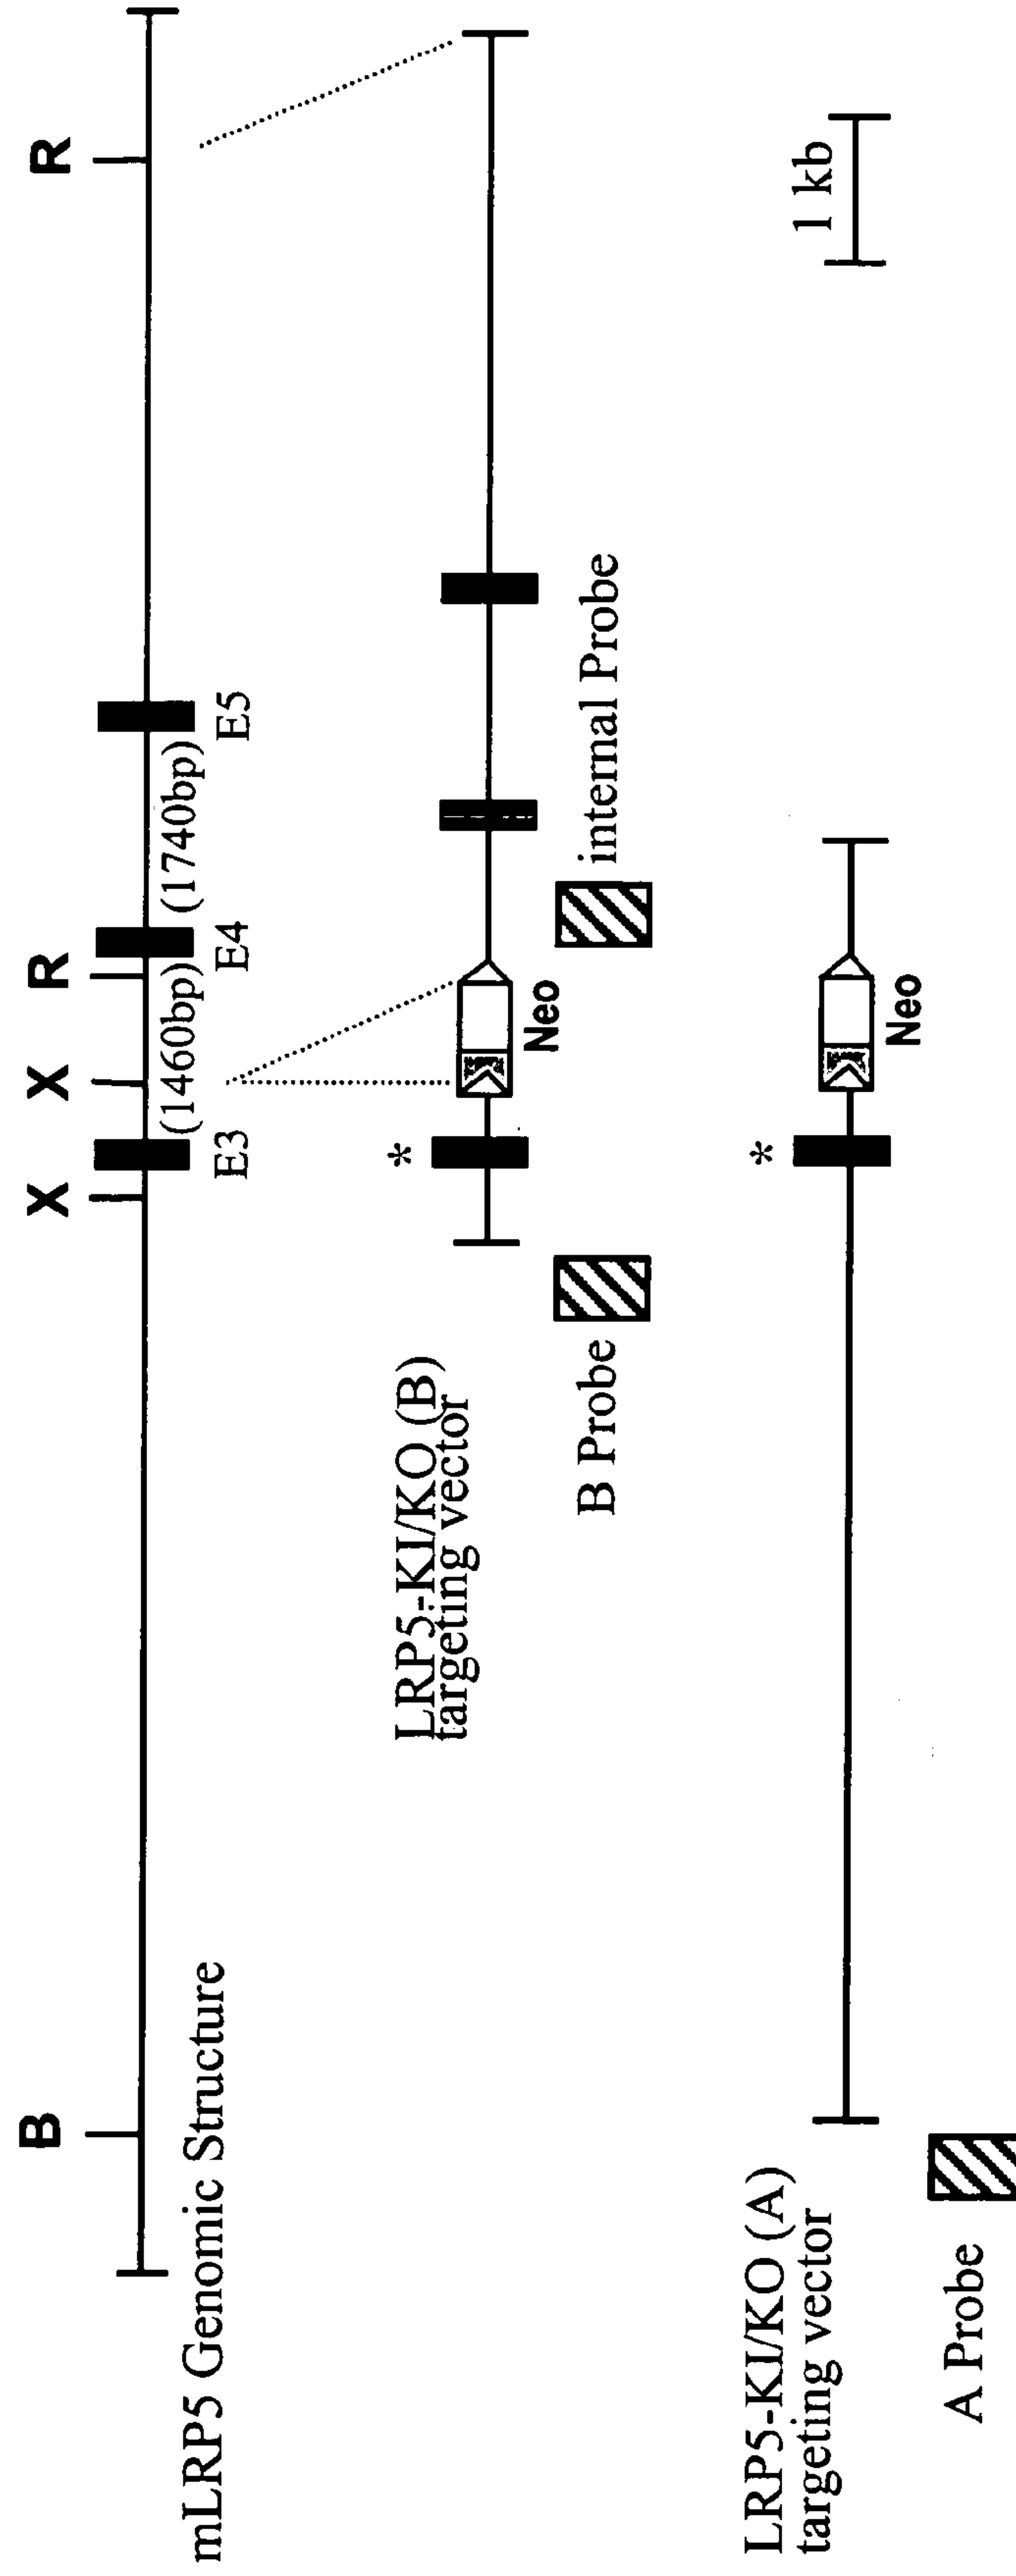 B X X R R
E3 (1460bp) E4 (1740bp) E5
mLRP5 Genomic Structure
LRP5-KI/KO (B)
targeting vector
*
Neo
B Probe
internal Probe
LRP5-KI/KO (A)
targeting vector
*
Neo
1 kb
A Probe